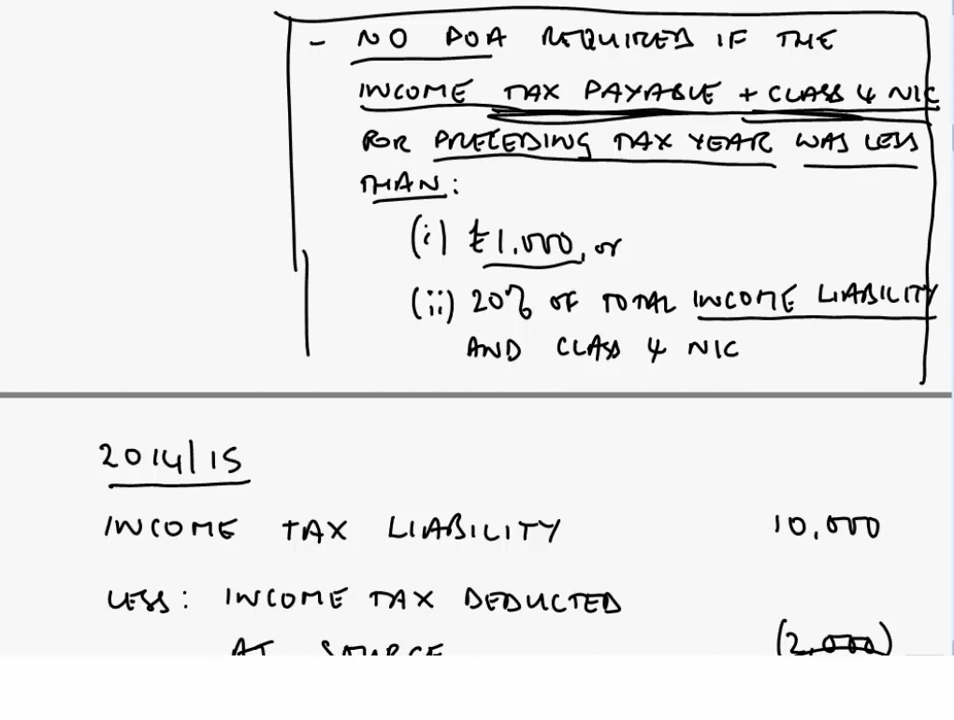 - NO POA REQUIRED IF THE
INCOME TAX PAYABLE + CLASS 4 NIC
FOR PRECEDING TAX YEAR WAS LESS
THAN:
(i) £1,000, or
(ii) 20% OF TOTAL INCOME LIABILITY
AND CLASS 4 NIC
2014/15
INCOME TAX LIABILITY 10,000
LESS: INCOME TAX DEDUCTED
AT SOURCE (2,000)